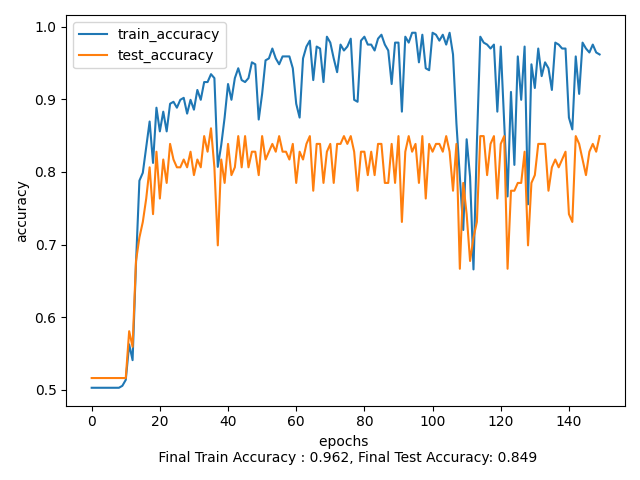 train_accuracy
test_accuracy
accuracy
1.0
0.9
0.8
0.7
0.6
0.5
0 20 40 60 80 100 120 140
epochs
Final Train Accuracy : 0.962, Final Test Accuracy: 0.849